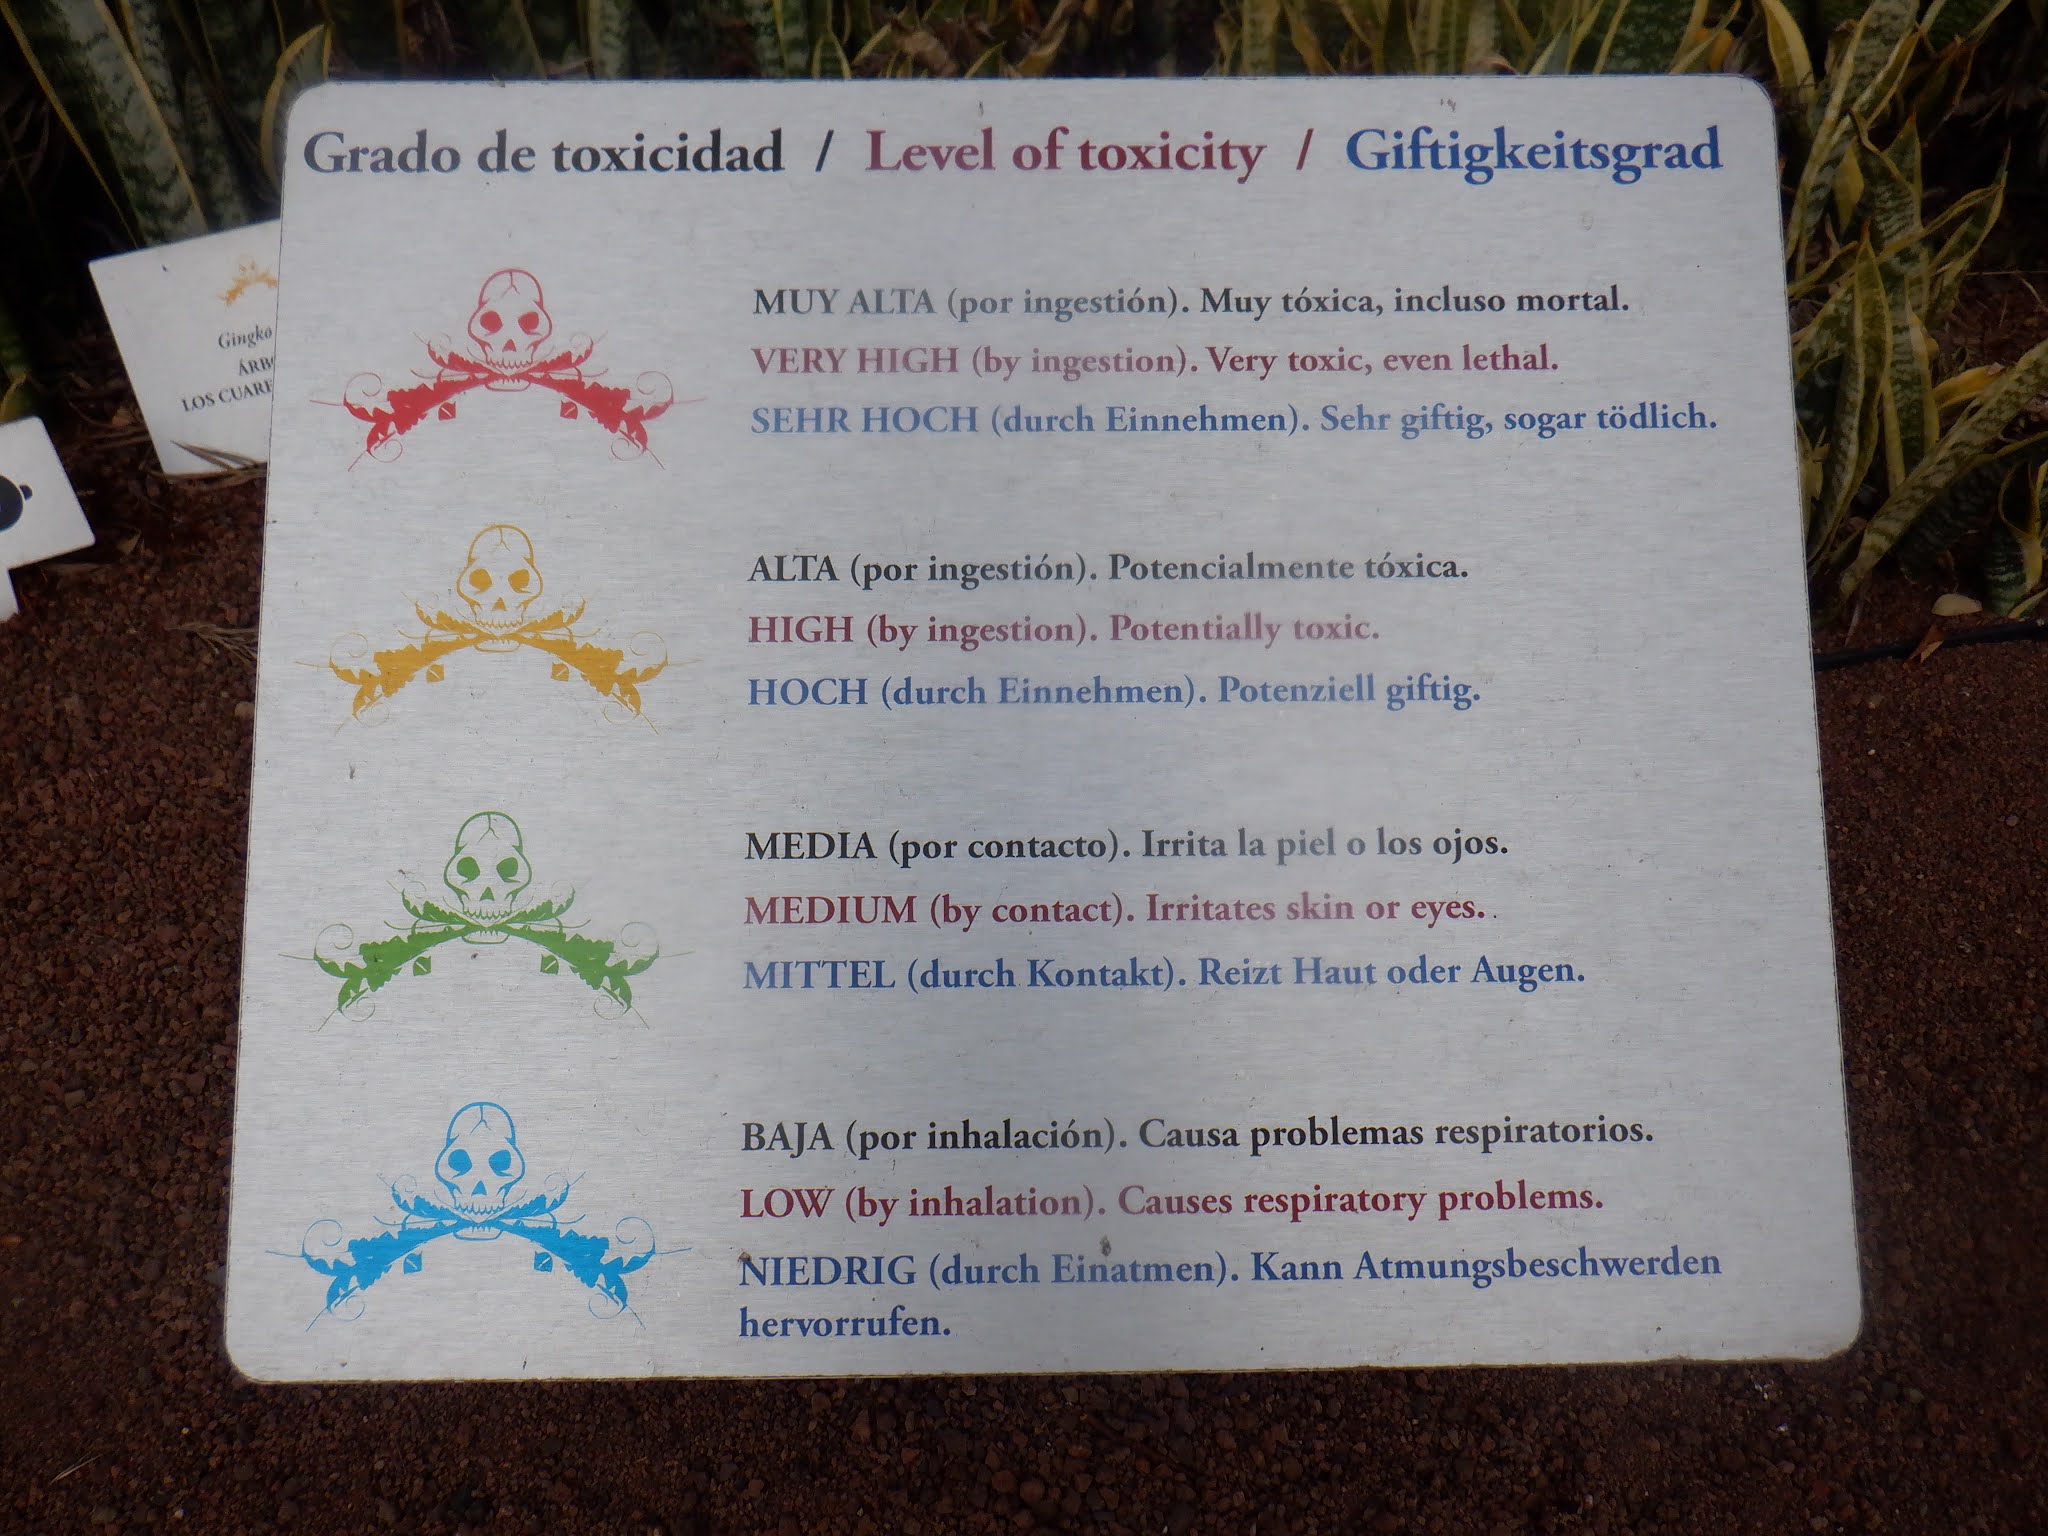 Grado de toxicidad / Level of toxicity / Giftigkeitsgrad
MUY ALTA (por ingestión). Muy tóxica, incluso mortal.
VERY HIGH (by ingestion). Very toxic, even lethal.
SEHR HOCH (durch Einnehmen). Sehr giftig, sogar tödlich.
ALTA (por ingestión). Potencialmente tóxica.
HIGH (by ingestion). Potentially toxic.
HOCH (durch Einnehmen). Potenziell giftig.
MEDIA (por contacto). Irrita la piel o los ojos.
MEDIUM (by contact). Irritates skin or eyes.
MITTEL (durch Kontakt). Reizt Haut oder Augen.
BAJA (por inhalación). Causa problemas respiratorios.
LOW (by inhalation). Causes respiratory problems.
NIEDRIG (durch Einatmen). Kann Atmungsbeschwerden
hervorrufen.
Gingko
LOS